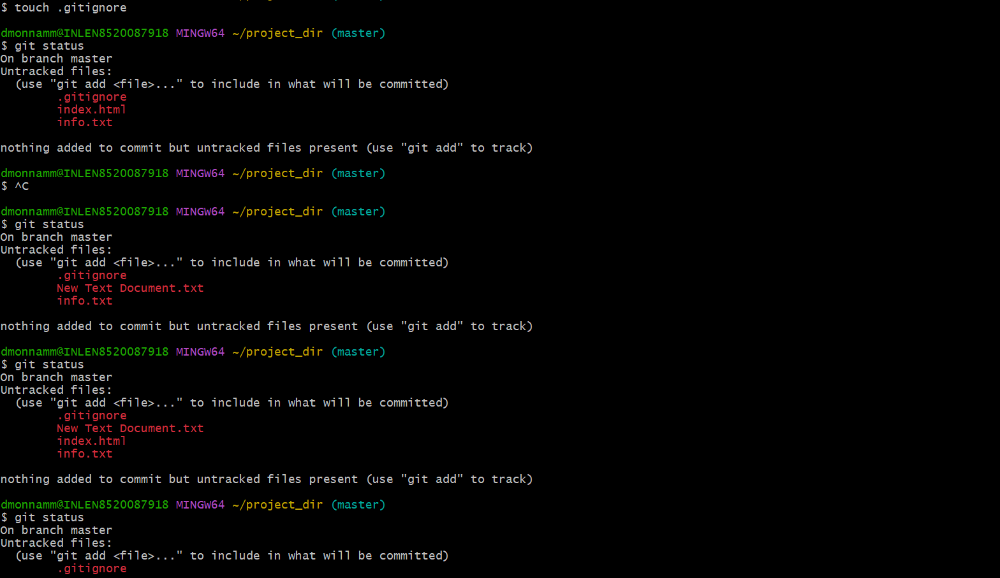 $ touch .gitignore
dmonnamm@INLEN8520087918 MINGW64 ~/project_dir (master)
$ git status
On branch master
Untracked files:
  (use "git add <file>..." to include in what will be committed)
        .gitignore
        index.html
        info.txt
nothing added to commit but untracked files present (use "git add" to track)
dmonnamm@INLEN8520087918 MINGW64 ~/project_dir (master)
$ ^C
dmonnamm@INLEN8520087918 MINGW64 ~/project_dir (master)
$ git status
On branch master
Untracked files:
  (use "git add <file>..." to include in what will be committed)
        .gitignore
        New Text Document.txt
        info.txt
nothing added to commit but untracked files present (use "git add" to track)
dmonnamm@INLEN8520087918 MINGW64 ~/project_dir (master)
$ git status
On branch master
Untracked files:
  (use "git add <file>..." to include in what will be committed)
        .gitignore
        New Text Document.txt
        index.html
        info.txt
nothing added to commit but untracked files present (use "git add" to track)
dmonnamm@INLEN8520087918 MINGW64 ~/project_dir (master)
$ git status
On branch master
Untracked files:
  (use "git add <file>..." to include in what will be committed)
        .gitignore